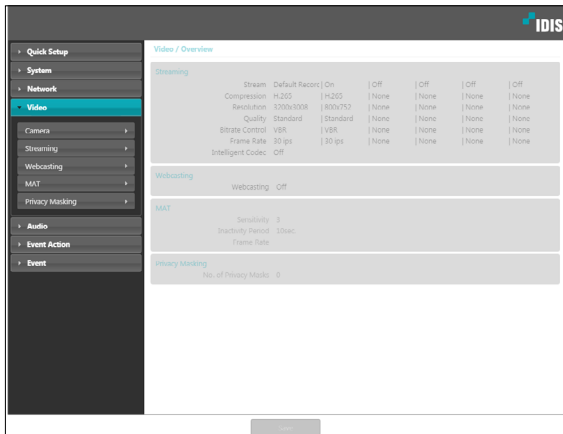 IDIS
Quick Setup
System
Network
Video
Camera
Streaming
Webcasting
MAT
Privacy Masking
Audio
Event Action
Event
Video / Overview
Streaming
Stream Default Recorc | On | Off | Off | Off | Off
Compression H.265 | H.265 | None | None | None | None
Resolution 3200x3008 | 800x752 | None | None | None | None
Quality Standard | Standard | None | None | None | None
Bitrate Control VBR | VBR | None | None | None | None
Frame Rate 30 ips | 30 ips | None | None | None | None
Intelligent Codec Off
Webcasting
Webcasting Off
MAT
Sensitivity
Inactivity Period 10sec.
Frame Rate
Privacy Masking
No. of Privacy Masks 0